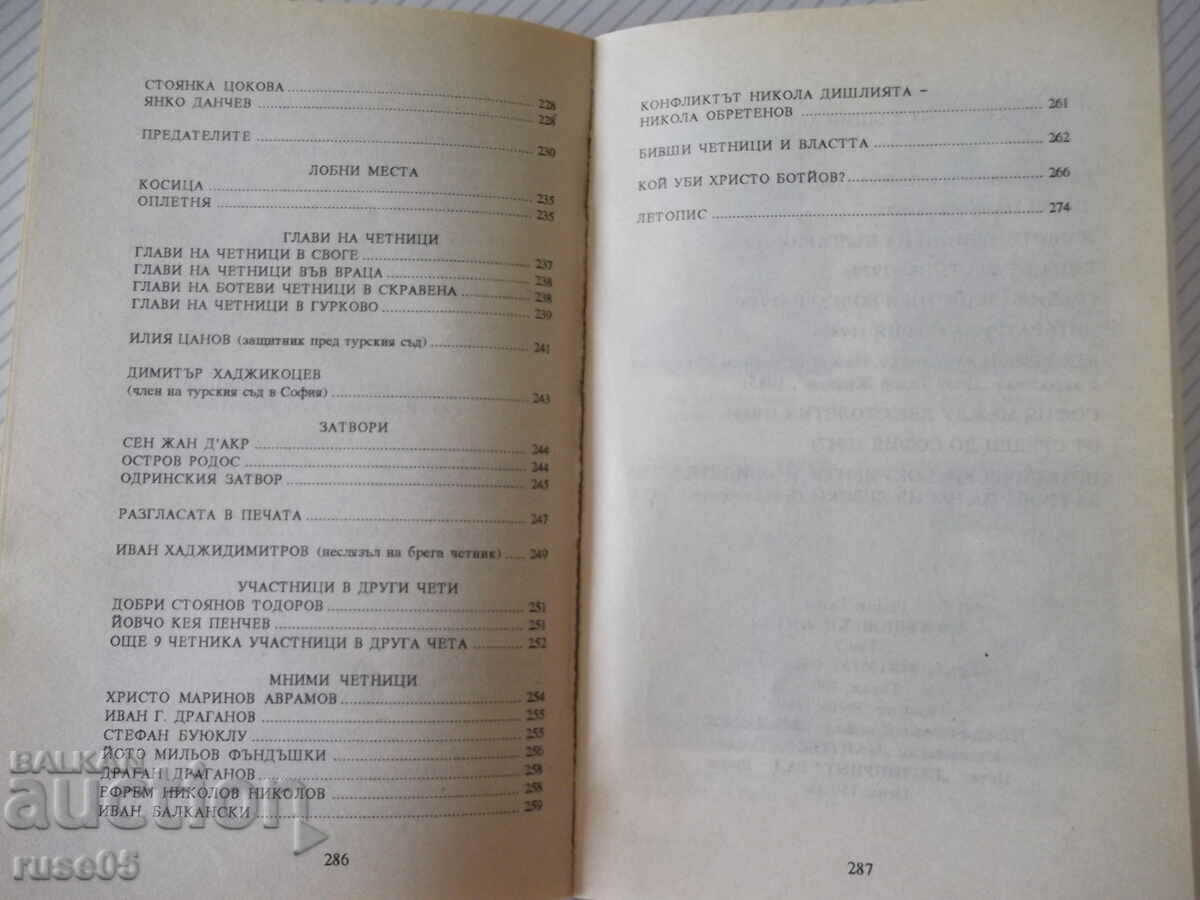 СТОЯНКА ЦОКОВА 228
ЯНКО ДАНЧЕВ 228
ПРЕДАТЕЛИТЕ 230
ЛОБНИ МЕСТА
КОСИЦА 235
ОПЛЕТНЯ 235
ГЛАВИ НА ЧЕТНИЦИ
ГЛАВИ НА ЧЕТНИЦИ В СВОГЕ 237
ГЛАВИ НА ЧЕТНИЦИ ВЪВ ВРАЦА 238
ГЛАВИ НА БОТЕВИ ЧЕТНИЦИ В СКРАВЕНА 238
ГЛАВИ НА ЧЕТНИЦИ В ГУРКОВО 239
ИЛИЯ ЦАНОВ (защитник пред турския съд) 241
ДИМИТЪР ХАДЖИКОЦЕВ
(член на турския съд в София) 243
ЗАТВОРИ
СЕН ЖАН Д'АКР 244
ОСТРОВ РОДОС 244
ОДРИНСКИЯ ЗАТВОР 245
РАЗГЛАСАТА В ПЕЧАТА 247
ИВАН ХАДЖИДИМИТРОВ (неслязъл на брега четник) 249
УЧАСТНИЦИ В ДРУГИ ЧЕТИ
ДОБРИ СТОЯНОВ ТОДОРОВ 251
ЙОВЧО КЕЯ ПЕНЧЕВ 251
ОЩЕ 9 ЧЕТНИКА УЧАСТНИЦИ В ДРУГА ЧЕТА 252
МНИМИ ЧЕТНИЦИ
ХРИСТО МАРИНОВ АВРАМОВ 254
ИВАН Г. ДРАГАНОВ 255
СТЕФАН БУЮКЛУ 255
ЙОТО МИЛЬОВ ФЪНДЪШКИ 256
ДРАГАН ДРАГАНОВ 258
ЕФРЕМ НИКОЛОВ НИКОЛОВ 258
ИВАН БАЛКАНСКИ 259
286
КОНФЛИКТЪТ НИКОЛА ДИШЛИЯТА –
НИКОЛА ОБРЕТЕНОВ 261
БИВШИ ЧЕТНИЦИ И ВЛАСТТА 262
КОЙ УБИ ХРИСТО БОТЙОВ? 266
ЛЕТОПИС 274
287
BALKAN
auction
ruse05